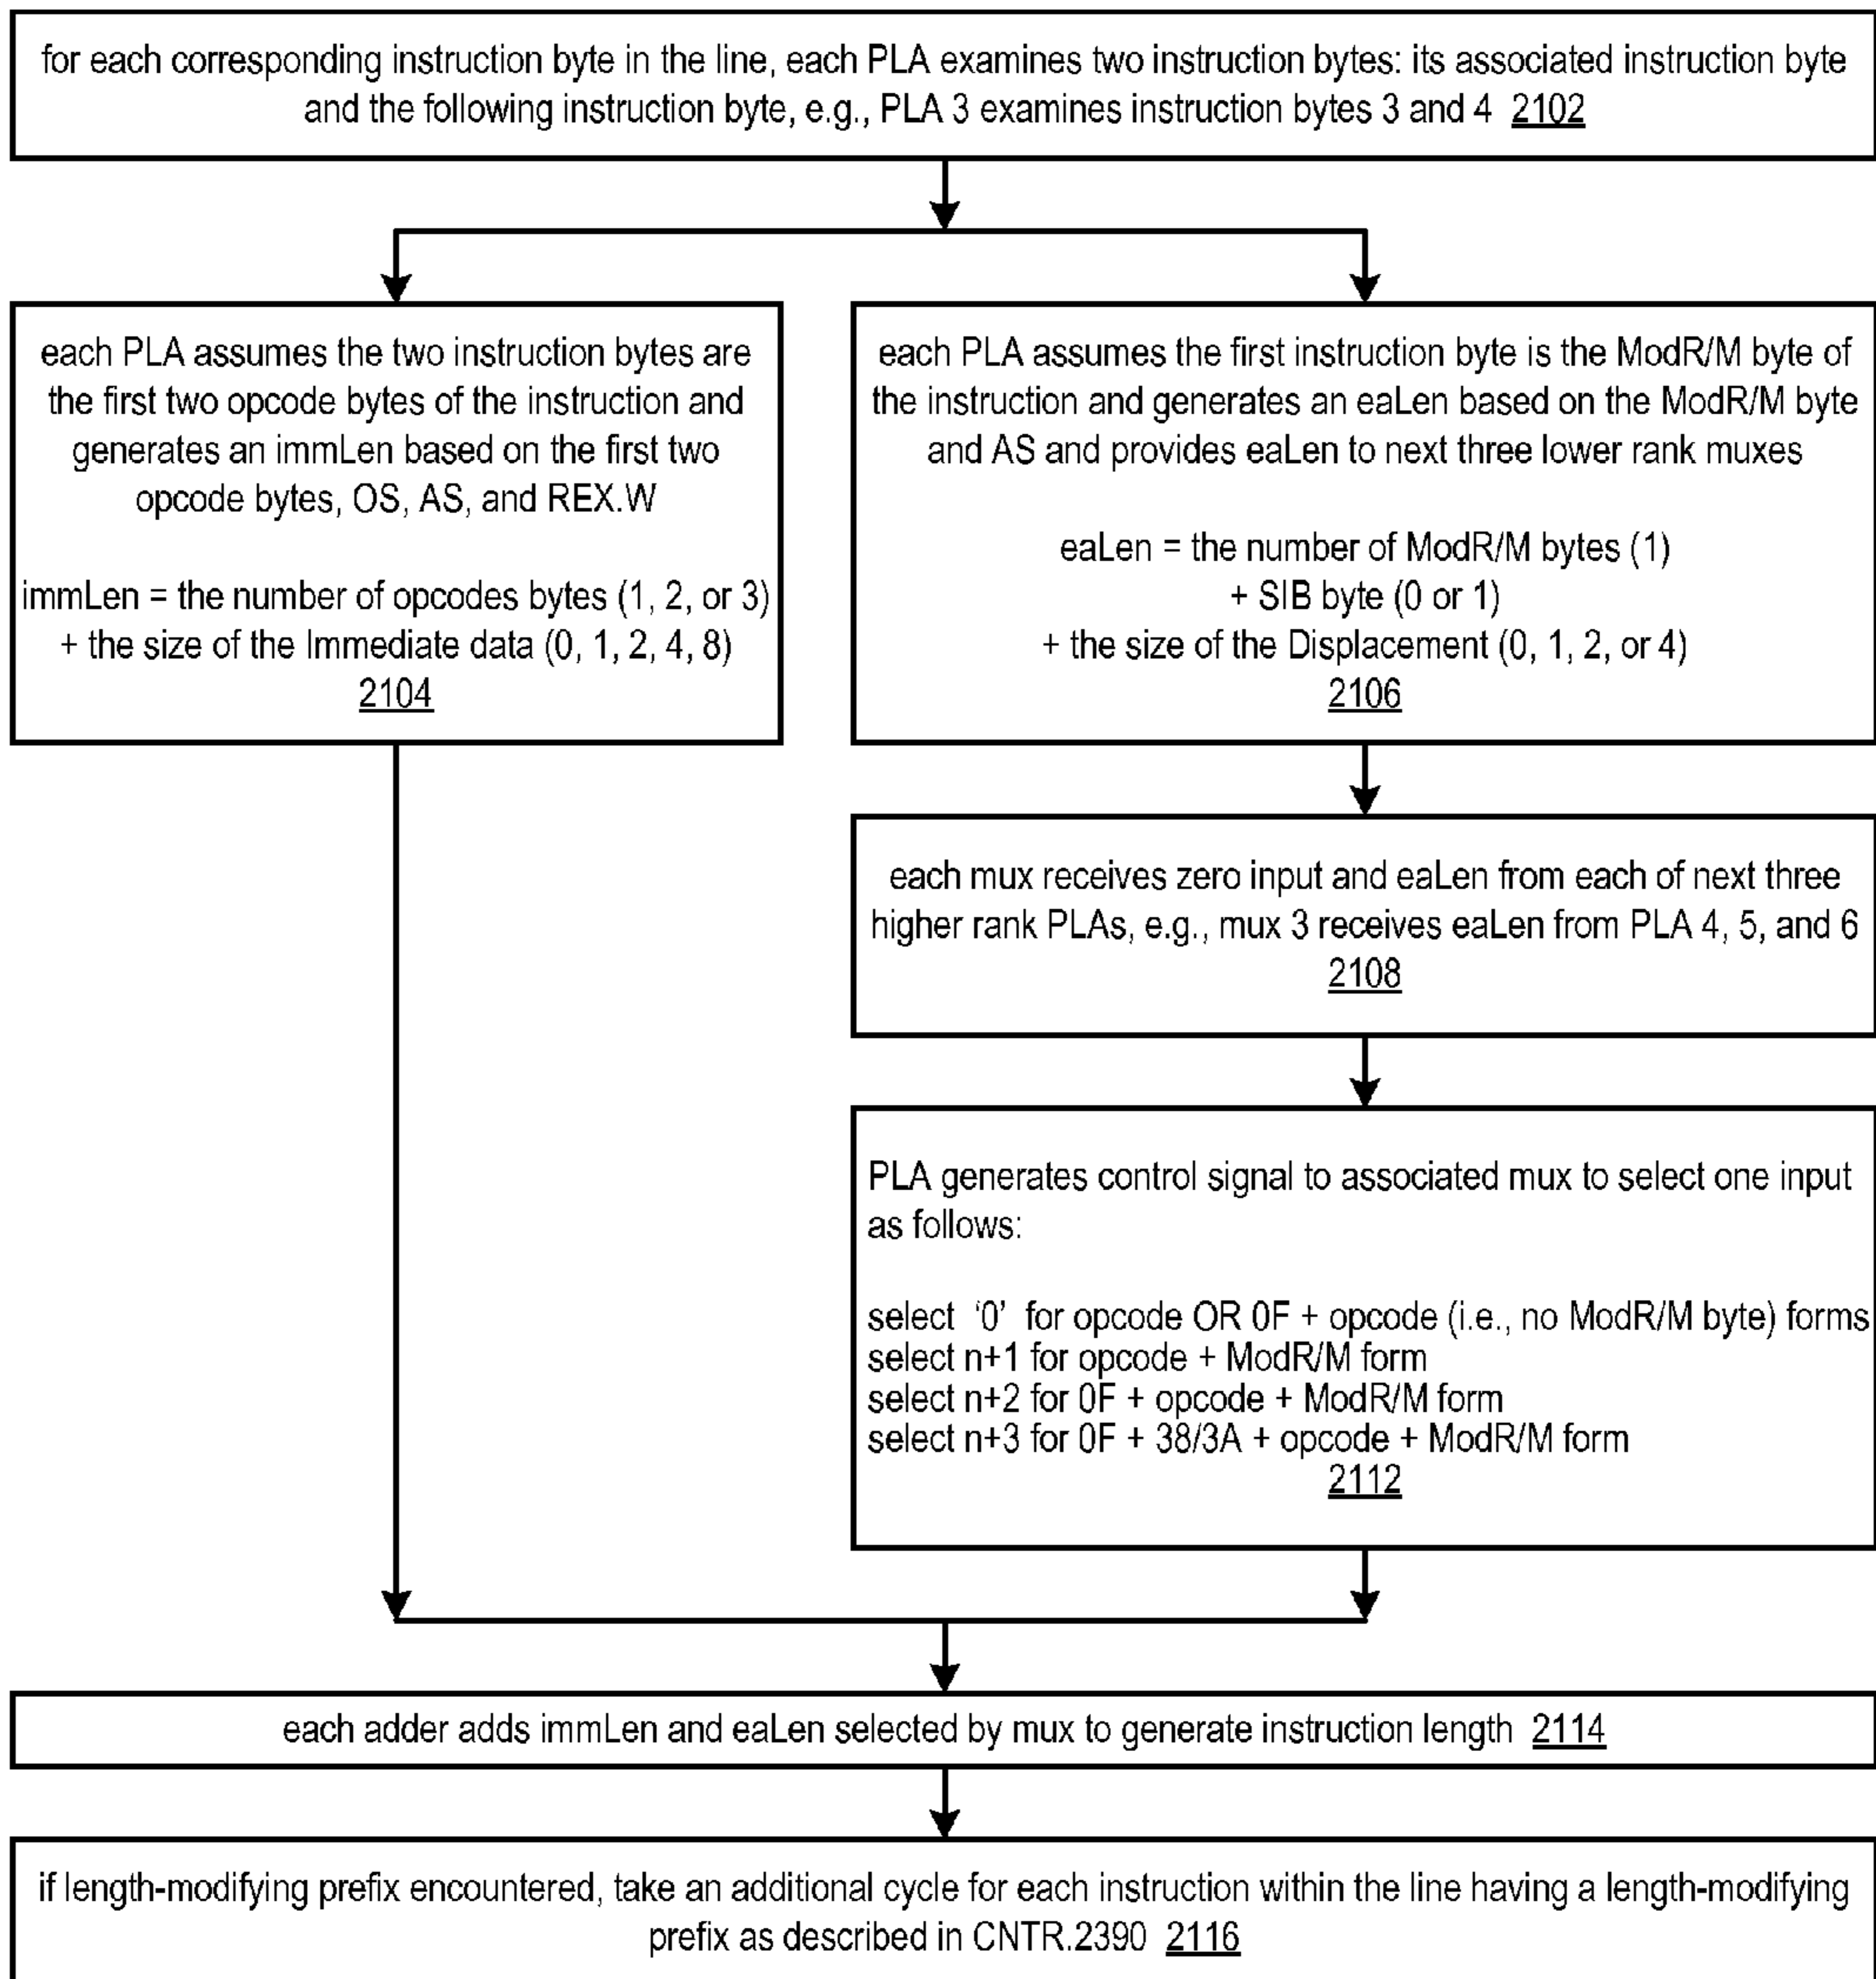 for each corresponding instruction byte in the line, each PLA examines two instruction bytes: its associated instruction byte
and the following instruction byte, e.g., PLA 3 examines instruction bytes 3 and 4 2102
each PLA assumes the two instruction bytes are
the first two opcode bytes of the instruction and
generates an immLen based on the first two
opcode bytes, OS, AS, and REX.W
immLen = the number of opcodes bytes (1, 2, or 3)
+ the size of the Immediate data (0, 1, 2, 4, 8)
2104
each PLA assumes the first instruction byte is the ModR/M byte of
the instruction and generates an eaLen based on the ModR/M byte
and AS and provides eaLen to next three lower rank muxes
eaLen = the number of ModR/M bytes (1)
+ SIB byte (0 or 1)
+ the size of the Displacement (0, 1, 2, or 4)
2106
each mux receives zero input and eaLen from each of next three
higher rank PLAs, e.g., mux 3 receives eaLen from PLA 4, 5, and 6
2108
PLA generates control signal to associated mux to select one input
as follows:
select '0' for opcode OR 0F + opcode (i.e., no ModR/M byte) forms
select n+1 for opcode + ModR/M form
select n+2 for 0F + opcode + ModR/M form
select n+3 for 0F + 38/3A + opcode + ModR/M form
2112
each adder adds immLen and eaLen selected by mux to generate instruction length 2114
if length-modifying prefix encountered, take an additional cycle for each instruction within the line having a length-modifying
prefix as described in CNTR.2390 2116